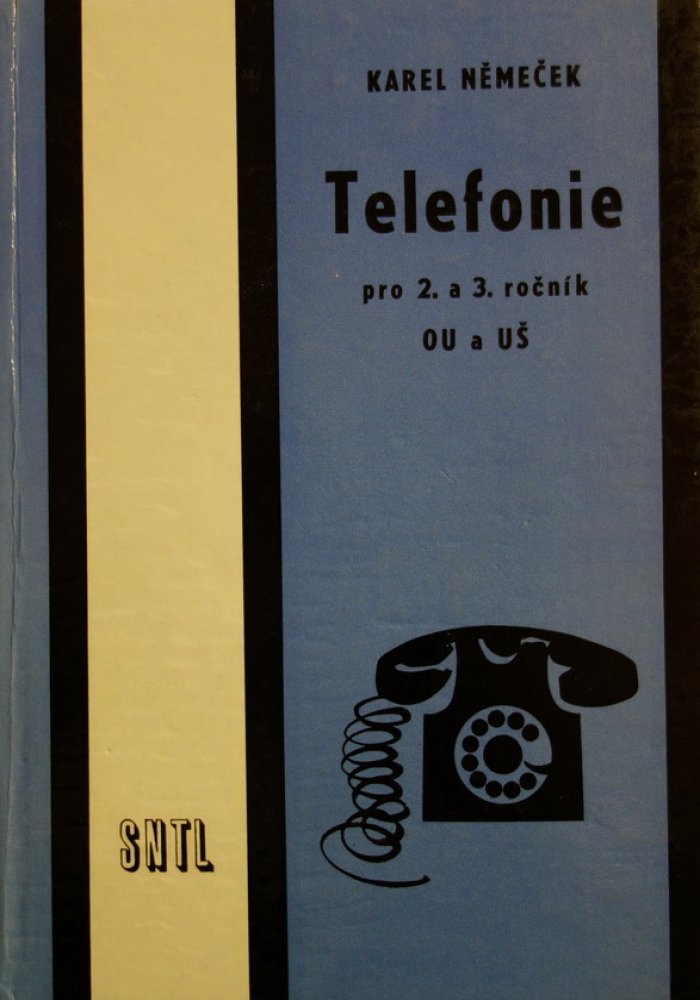 KAREL NĚMEČEK
Telefonie
pro 2. a 3. ročník
OU a UŠ
SNTL